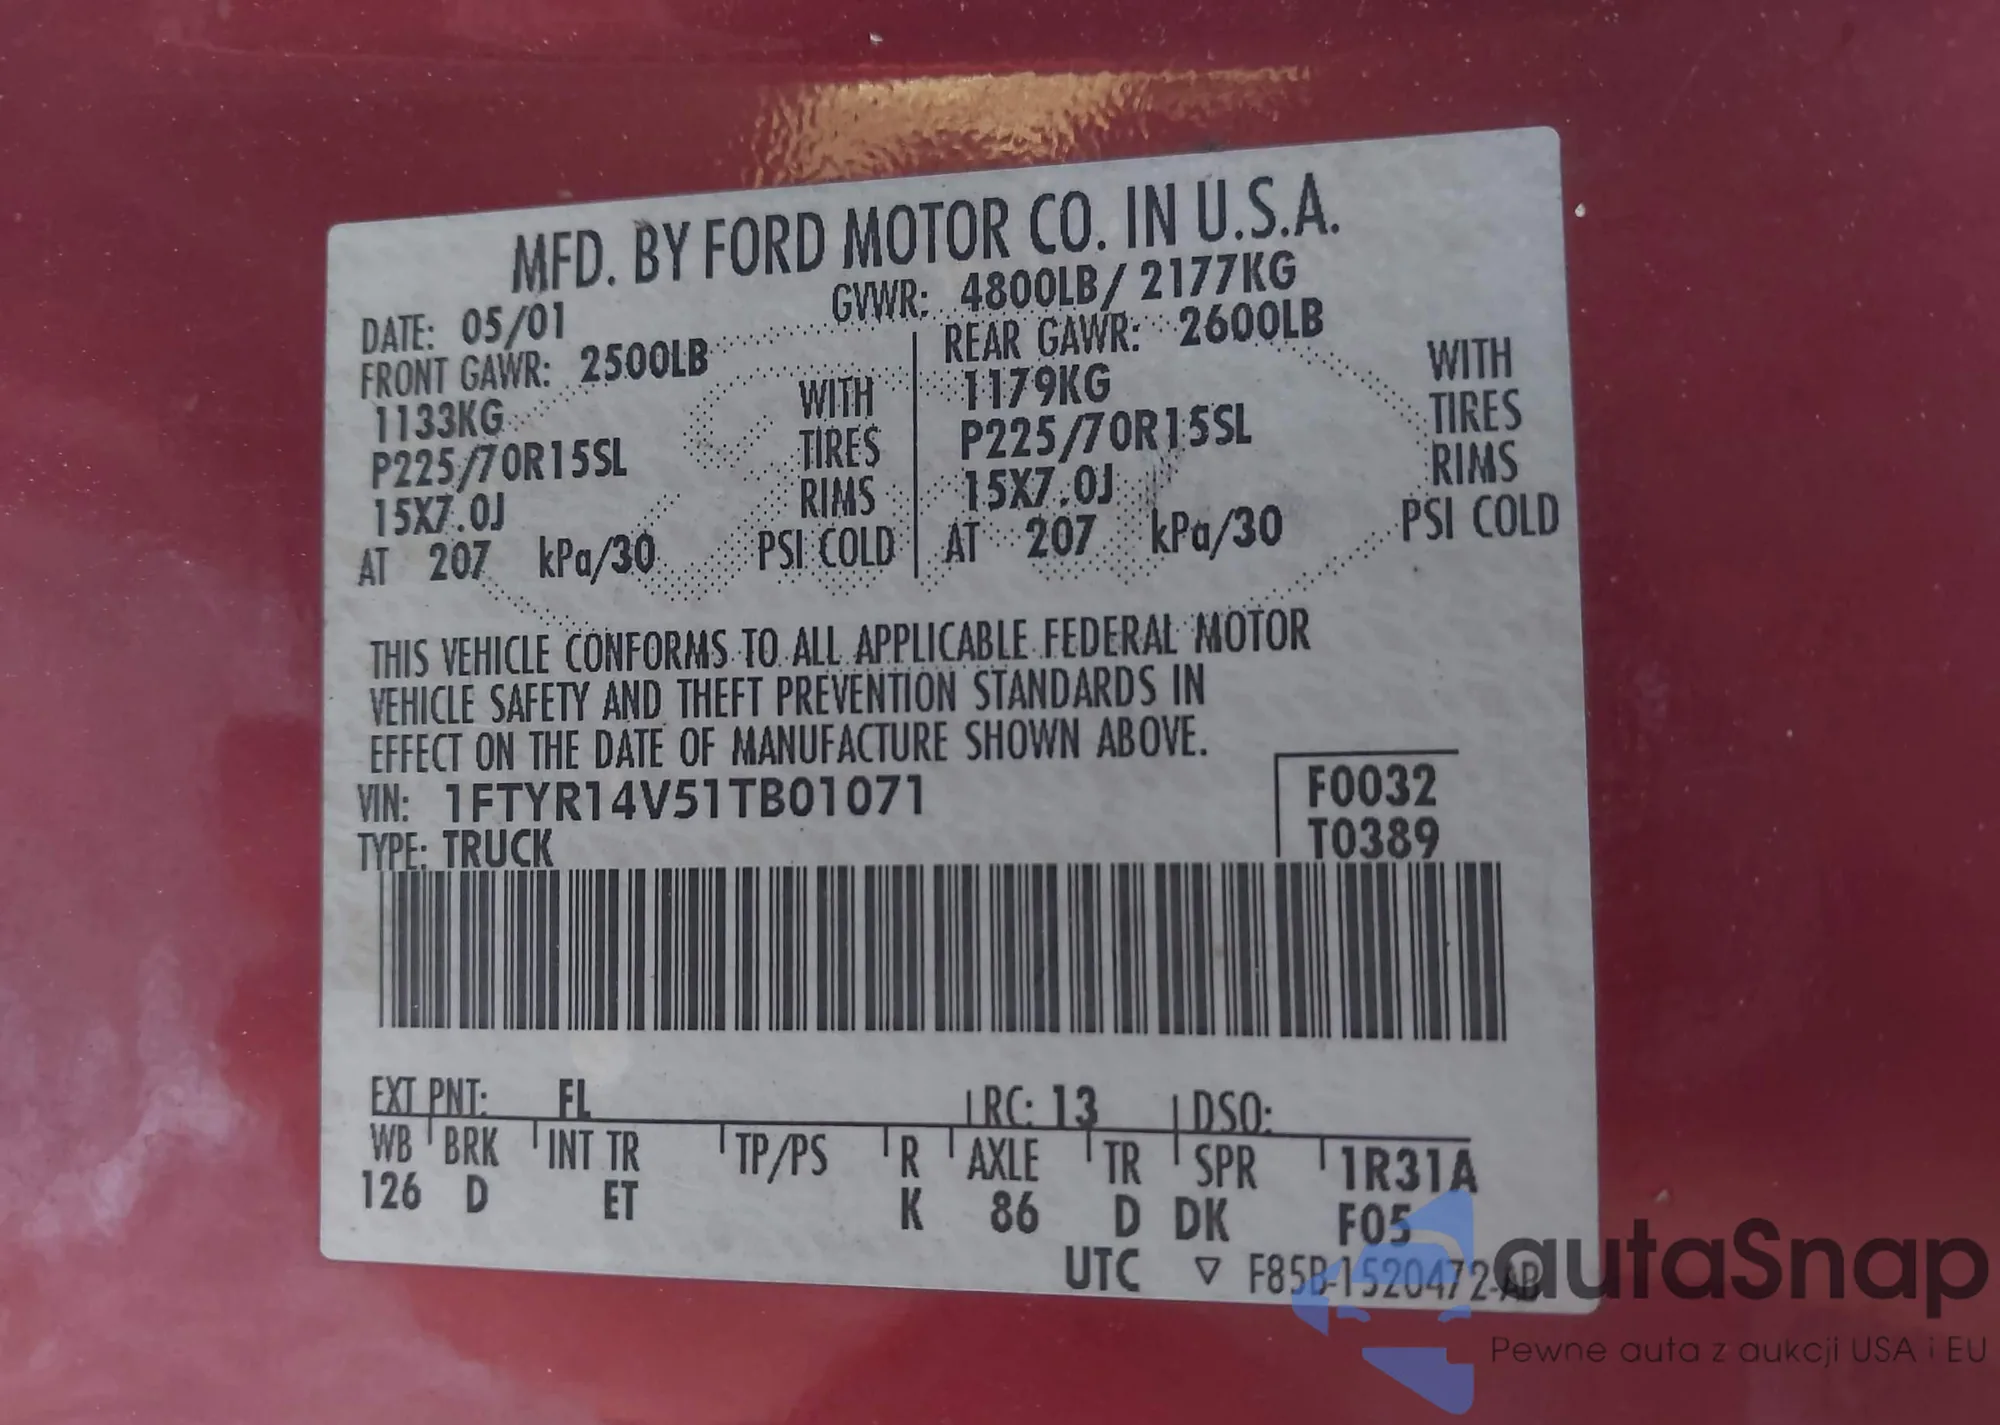 MFD. BY FORD MOTOR CO. IN U.S.A.
DATE: 05/01 GVWR: 4800LB/ 2177KG
FRONT GAWR: 2500LB REAR GAWR: 2600LB
1133KG WITH 1179KG WITH
P225/70R15SL TIRES P225/70R15SL TIRES
15X7.0J RIMS 15X7.0J RIMS
AT 207 kPa/30 PSI COLD AT 207 kPa/30 PSI COLD
THIS VEHICLE CONFORMS TO ALL APPLICABLE FEDERAL MOTOR
VEHICLE SAFETY AND THEFT PREVENTION STANDARDS IN
EFFECT ON THE DATE OF MANUFACTURE SHOWN ABOVE.
VIN: 1FTYR14V51TB01071 F0032
TYPE: TRUCK T0389
EXT PNT: FL RC: 13 DSO:
WB BRK INT TR TP/PS R AXLE TR SPR 1R31A
126 D ET K 86 D DK F05
UTC ▽ F85B-1520472-AB
autaSnap
Pewne auta z aukcji USA i EU